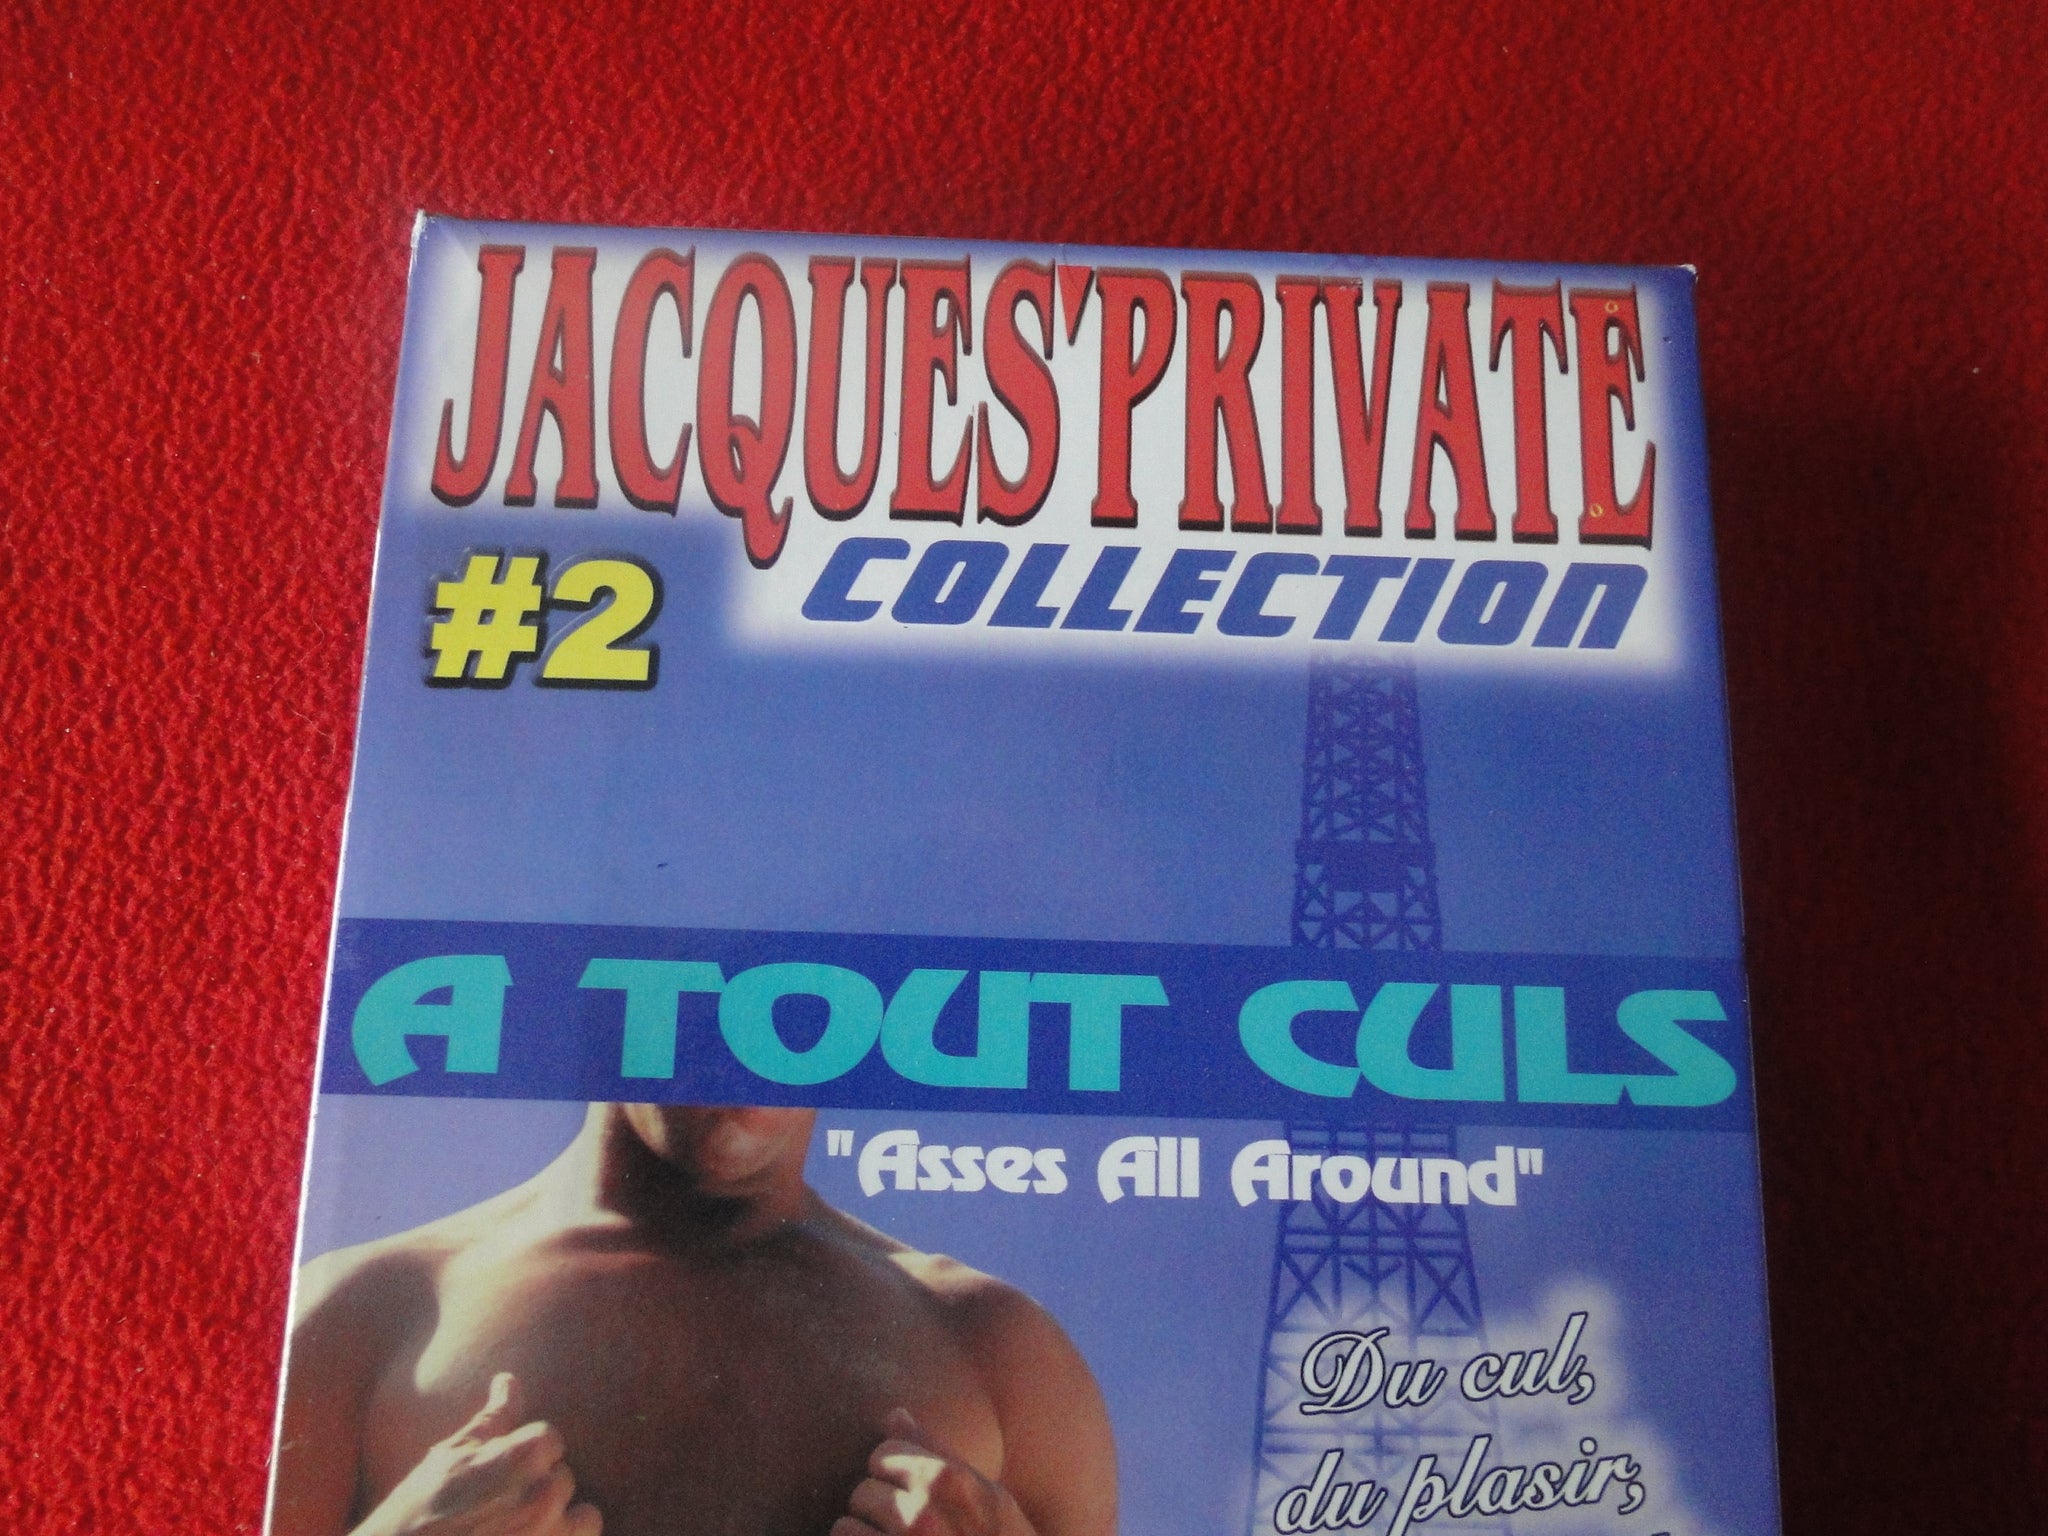 JACQUES' PRIVATE
COLLECTION
#2
A TOUT CULS
"Asses All Around"
Du cul,
du plasir,